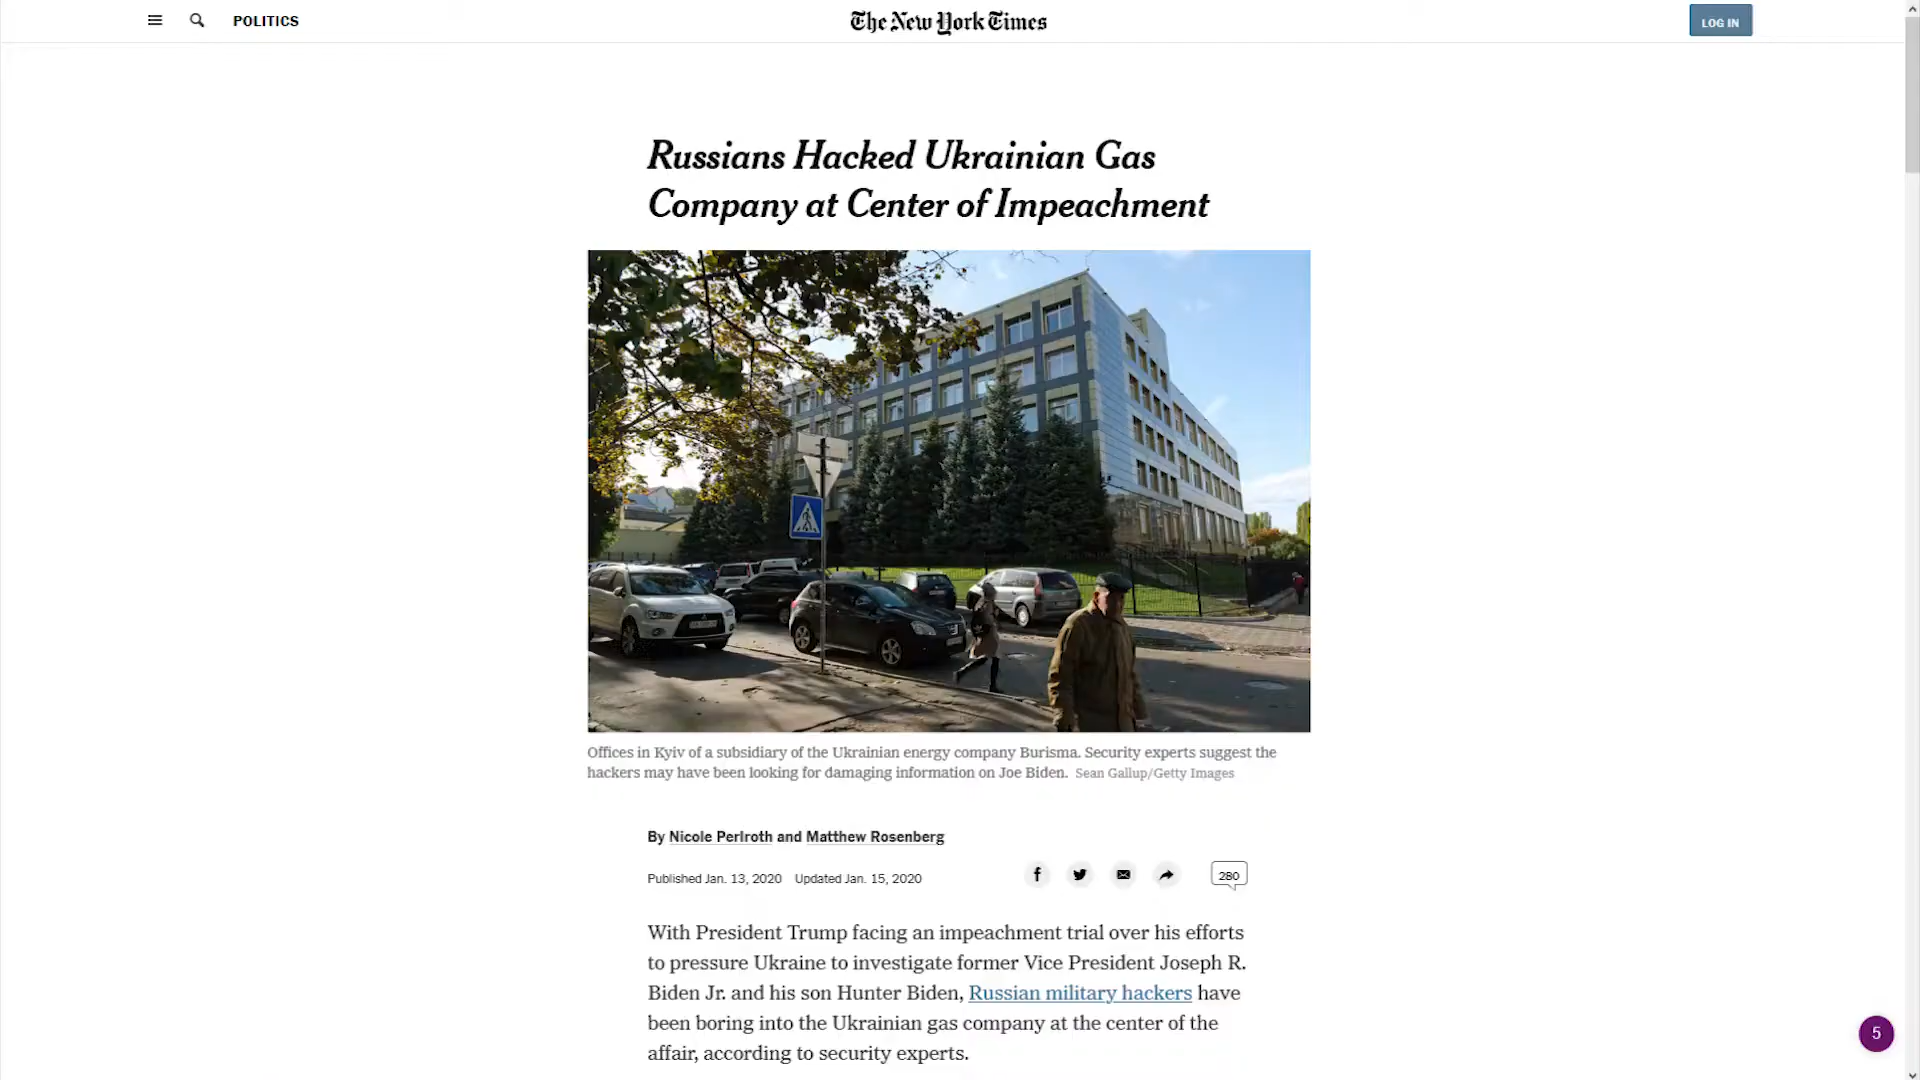 POLITICS
The New York Times
LOG IN
Russians Hacked Ukrainian Gas
Company at Center of Impeachment
Offices in Kyiv of a subsidiary of the Ukrainian energy company Burisma. Security experts suggest the
hackers may have been looking for damaging information on Joe Biden. Sean Gallup/Getty Images
By Nicole Perlroth and Matthew Rosenberg
Published Jan. 13, 2020 Updated Jan. 15, 2020
280
With President Trump facing an impeachment trial over his efforts
to pressure Ukraine to investigate former Vice President Joseph R.
Biden Jr. and his son Hunter Biden, Russian military hackers have
been boring into the Ukrainian gas company at the center of the
affair, according to security experts.
5